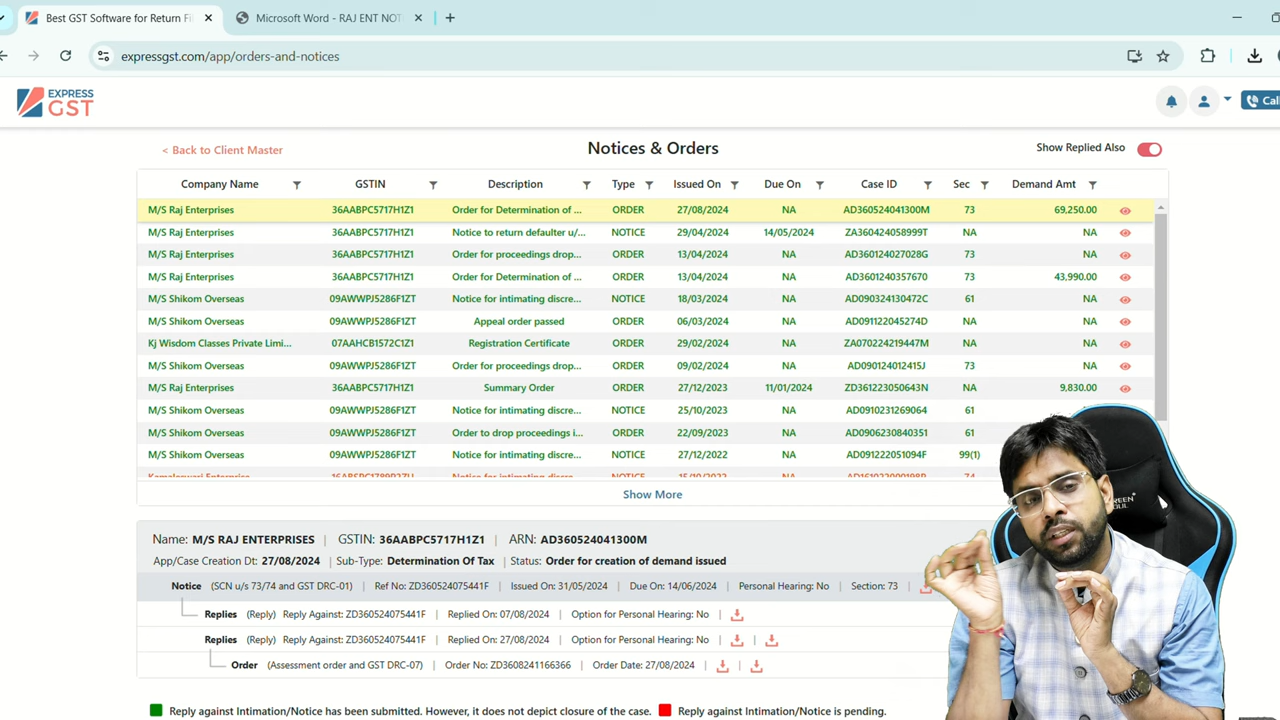 Best GST Software for Return Fi
Microsoft Word - RAJ ENT NOT
expressgst.com/app/orders-and-notices
EXPRESS GST
Call
< Back to Client Master
Notices & Orders
Show Replied Also
Company Name GSTIN Description Type Issued On Due On Case ID Sec Demand Amt
M/S Raj Enterprises 36AABPC5717H1Z1 Order for Determination of ... ORDER 27/08/2024 NA AD360524041300M 73 69,250.00
M/S Raj Enterprises 36AABPC5717H1Z1 Notice to return defaulter u/... NOTICE 29/04/2024 14/05/2024 ZA360424058999T NA NA
M/S Raj Enterprises 36AABPC5717H1Z1 Order for proceedings drop... ORDER 13/04/2024 NA AD360124027028G 73 NA
M/S Raj Enterprises 36AABPC5717H1Z1 Order for Determination of ... ORDER 13/04/2024 NA AD3601240357670 73 43,990.00
M/S Shikom Overseas 09AWWPJ5286F1ZT Notice for intimating discre... NOTICE 18/03/2024 NA AD090324130472C 61 NA
M/S Shikom Overseas 09AWWPJ5286F1ZT Appeal order passed ORDER 06/03/2024 NA AD091122045274D NA NA
Kj Wisdom Classes Private Limi... 07AAHCB1572C1Z1 Registration Certificate ORDER 29/02/2024 NA ZA070224219447M NA NA
M/S Shikom Overseas 09AWWPJ5286F1ZT Order for proceedings drop... ORDER 09/02/2024 NA AD090124012415J 73 NA
M/S Raj Enterprises 36AABPC5717H1Z1 Summary Order ORDER 27/12/2023 11/01/2024 ZD361223050643N NA 9,830.00
M/S Shikom Overseas 09AWWPJ5286F1ZT Notice for intimating discre... NOTICE 25/10/2023 NA AD0910231269064 61
M/S Shikom Overseas 09AWWPJ5286F1ZT Order to drop proceedings i... ORDER 22/09/2023 NA AD0906230840351 61
M/S Shikom Overseas 09AWWPJ5286F1ZT Notice for intimating discre... NOTICE 27/12/2022 NA AD091222051094F 99(1)
Show More
Name: M/S RAJ ENTERPRISES | GSTIN: 36AABPC5717H1Z1 | ARN: AD360524041300M
App/Case Creation Dt: 27/08/2024 | Sub-Type: Determination Of Tax | Status: Order for creation of demand issued
Notice (SCN u/s 73/74 and GST DRC-01) | Ref No: ZD360524075441F | Issued On: 31/05/2024 | Due On: 14/06/2024 | Personal Hearing: No | Section: 73 |
Replies (Reply) Reply Against: ZD360524075441F | Replied On: 07/08/2024 | Option for Personal Hearing: No |
Replies (Reply) Reply Against: ZD360524075441F | Replied On: 27/08/2024 | Option for Personal Hearing: No | |
Order (Assessment order and GST DRC-07) | Order No: ZD3608241166366 | Order Date: 27/08/2024 | |
Reply against Intimation/Notice has been submitted. However, it does not depict closure of the case. Reply against Intimation/Notice is pending.